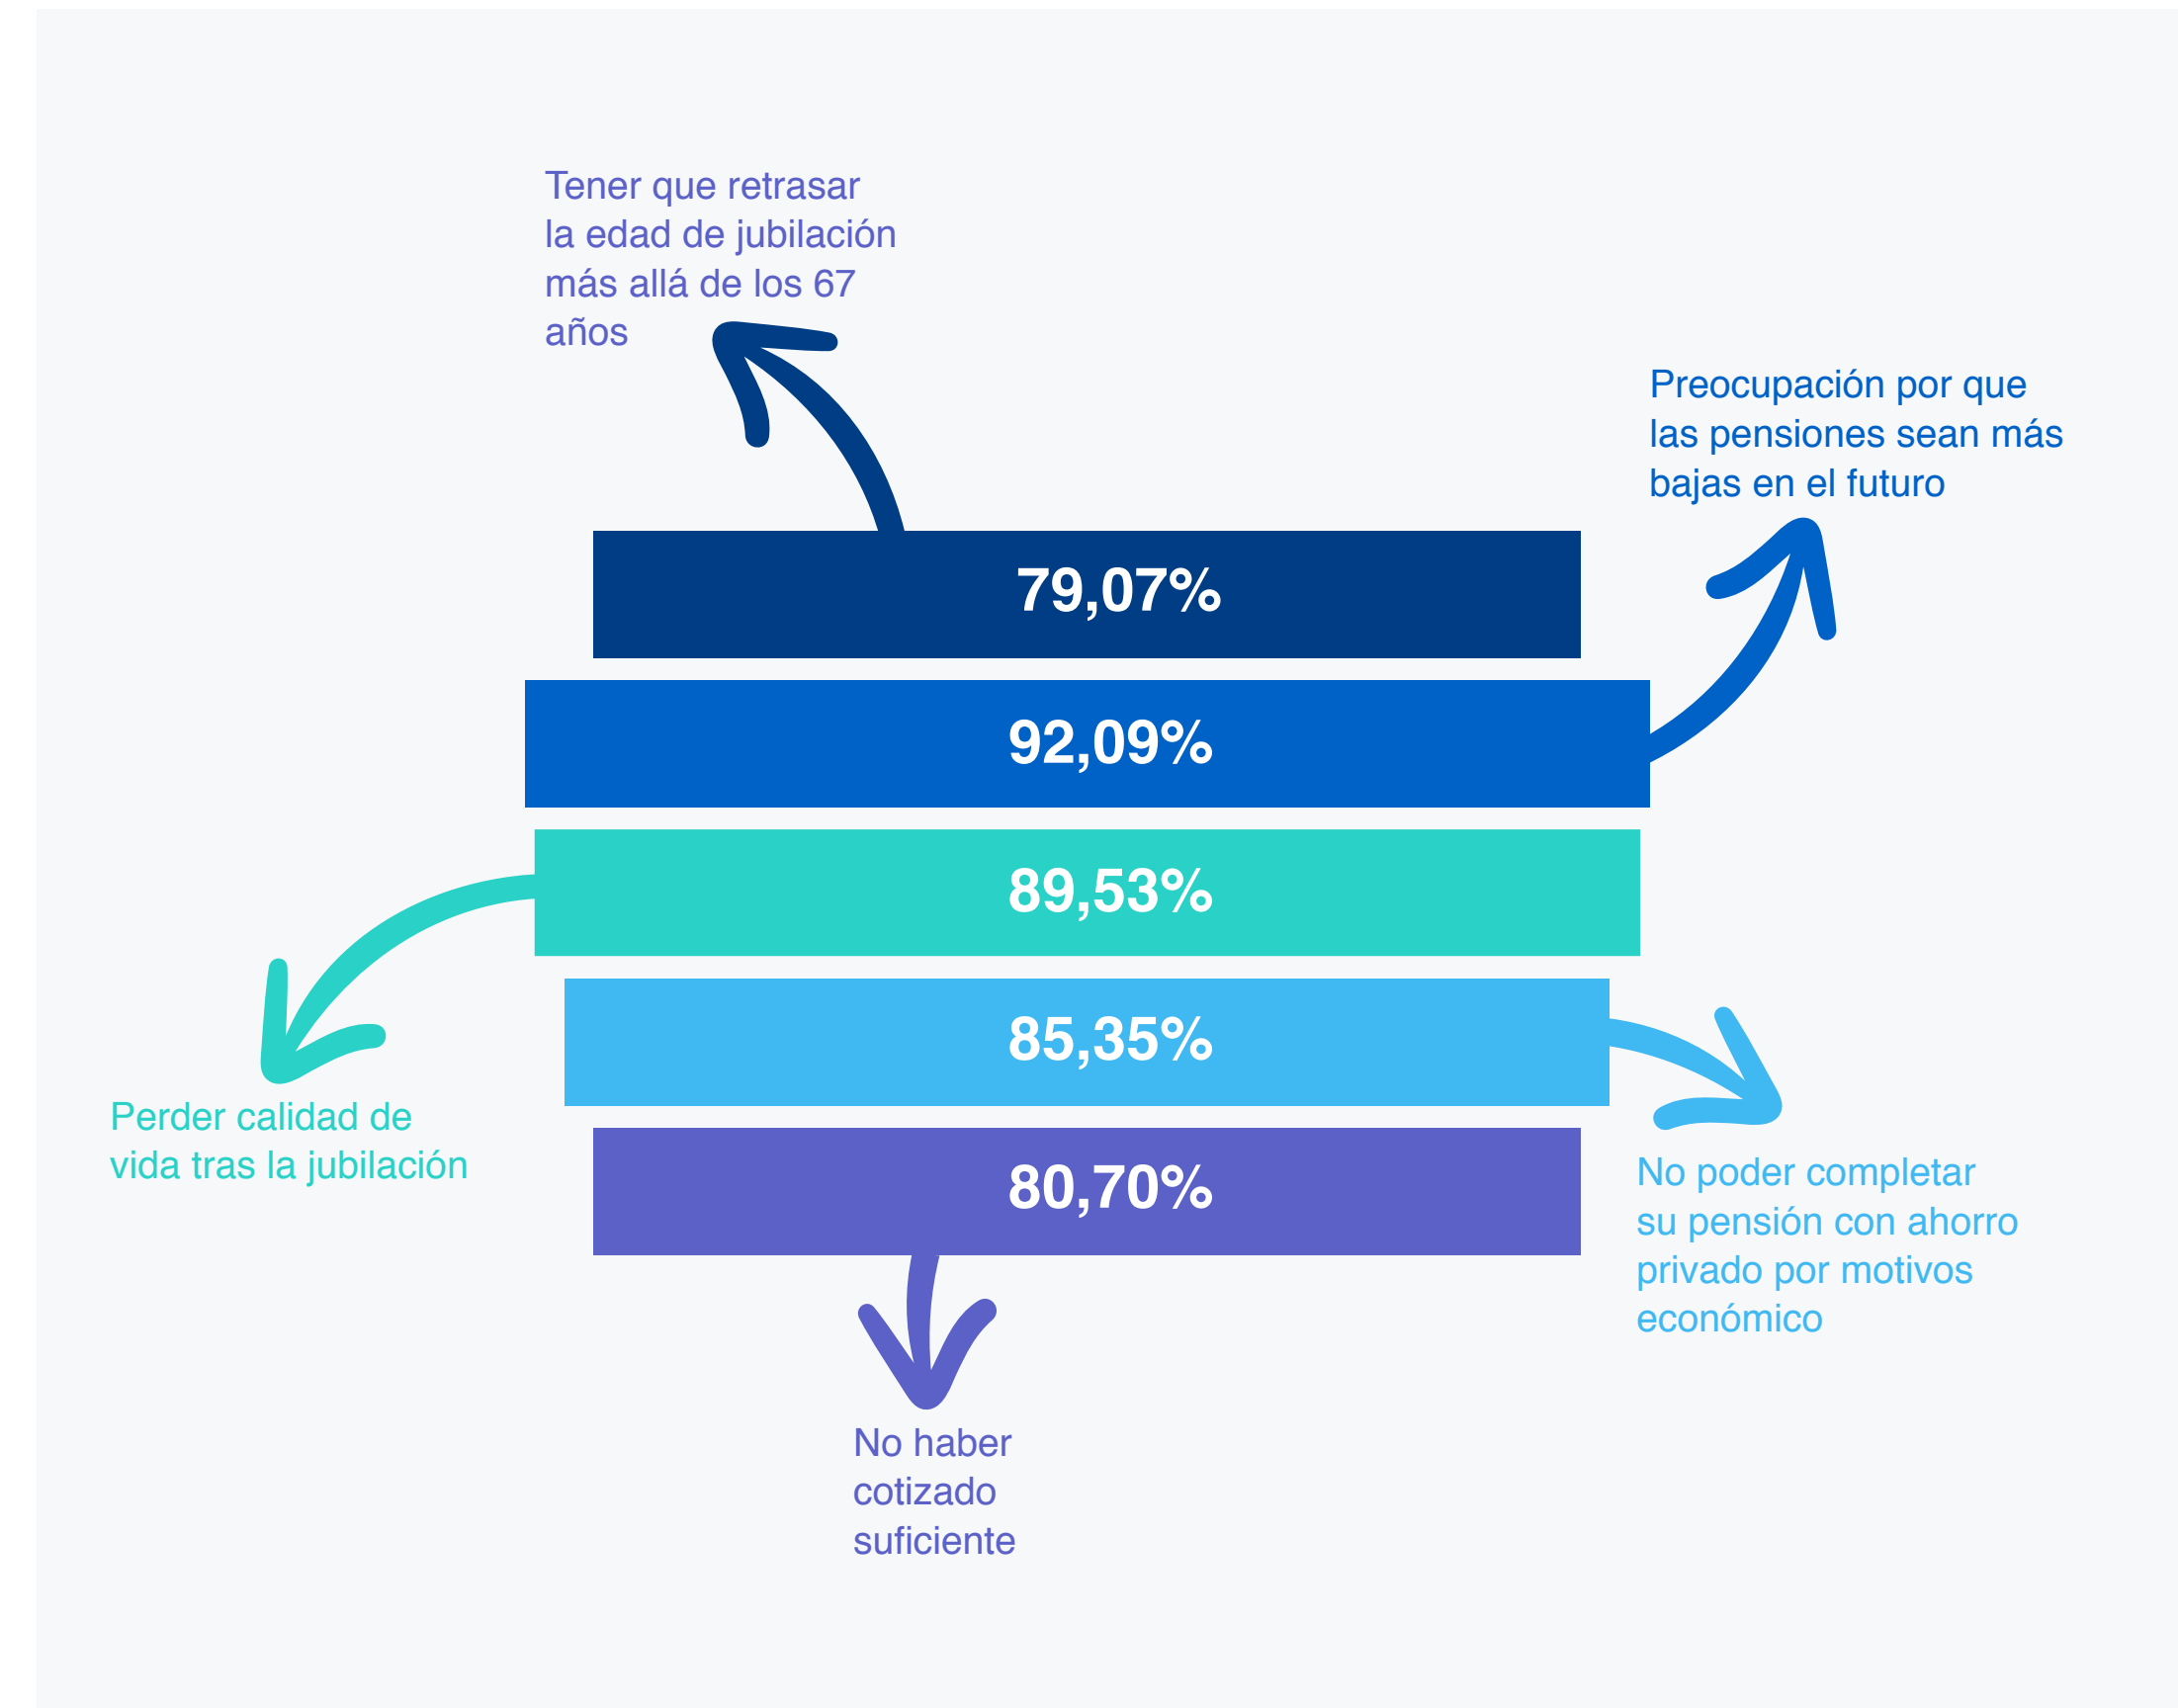 Tener que retrasar
la edad de jubilación
más allá de los 67
años
Preocupación por que
las pensiones sean más
bajas en el futuro
79,07%
92,09%
89,53%
85,35%
80,70%
Perder calidad de
vida tras la jubilación
No poder completar
su pensión con ahorro
privado por motivos
económico
No haber
cotizado
suficiente